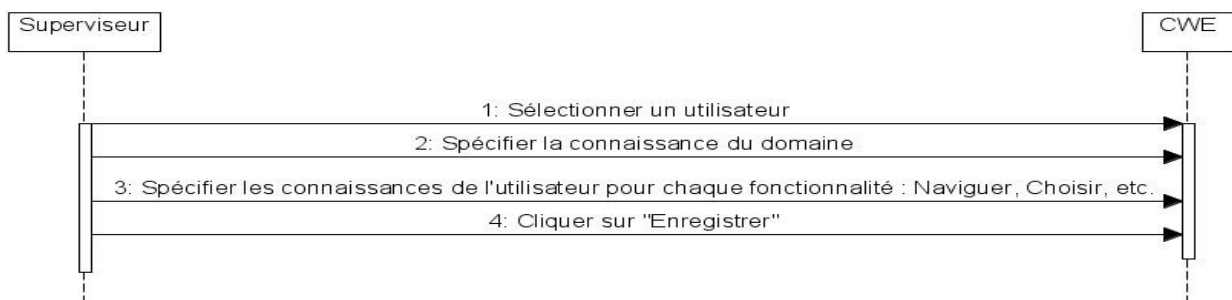 Superviseur
CWE
1: Sélectionner un utilisateur
2: Spécifier la connaissance du domaine
3: Spécifier les connaissances de l'utilisateur pour chaque fonctionnalité : Naviguer, Choisir, etc.
4: Cliquer sur "Enregistrer"